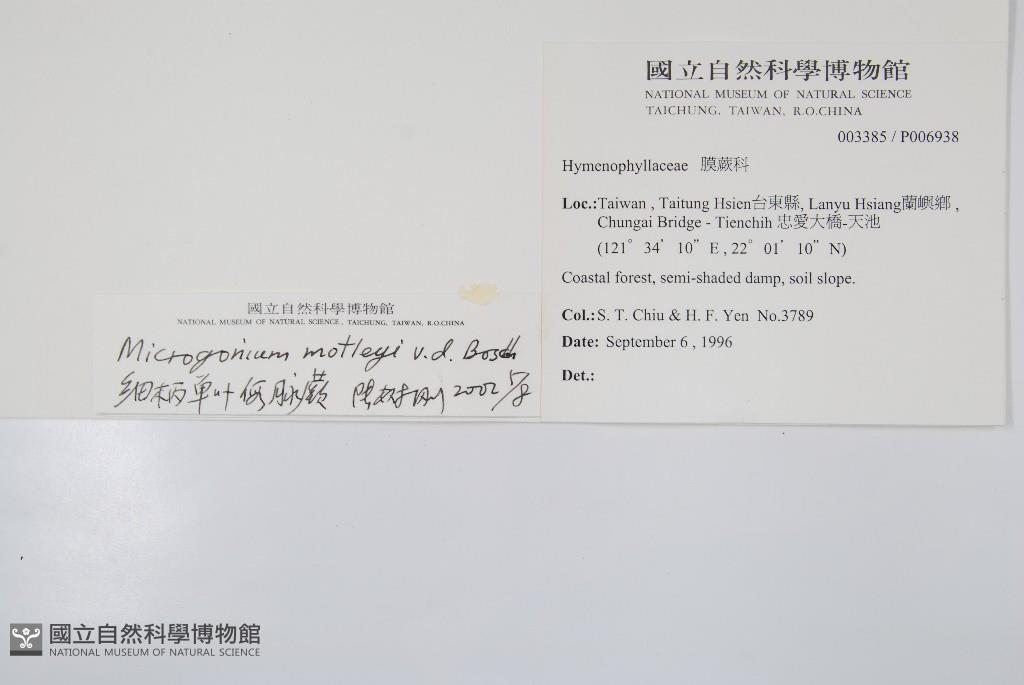 國立自然科學博物館
NATIONAL MUSEUM OF NATURAL SCIENCE
TAICHUNG, TAIWAN, R.O.CHINA
003385 / P006938
Hymenophyllaceae 膜蕨科
Loc.:Taiwan , Taitung Hsien台東縣, Lanyu Hsiang蘭嶼鄉 ,
Chungai Bridge - Tienchih 忠愛大橋-天池
(121° 34' 10" E , 22° 01' 10" N)
Coastal forest, semi-shaded damp, soil slope.
Col.:S. T. Chiu & H. F. Yen No.3789
Date: September 6 , 1996
Det.:
國立自然科學博物館
NATIONAL MUSEUM OF NATURAL SCIENCE, TAICHUNG, TAIWAN, R.O.CHINA
Microgonium motleyi v.d. Bosch
细柄单叶假脉蕨 2002
國立自然科學博物館
NATIONAL MUSEUM OF NATURAL SCIENCE